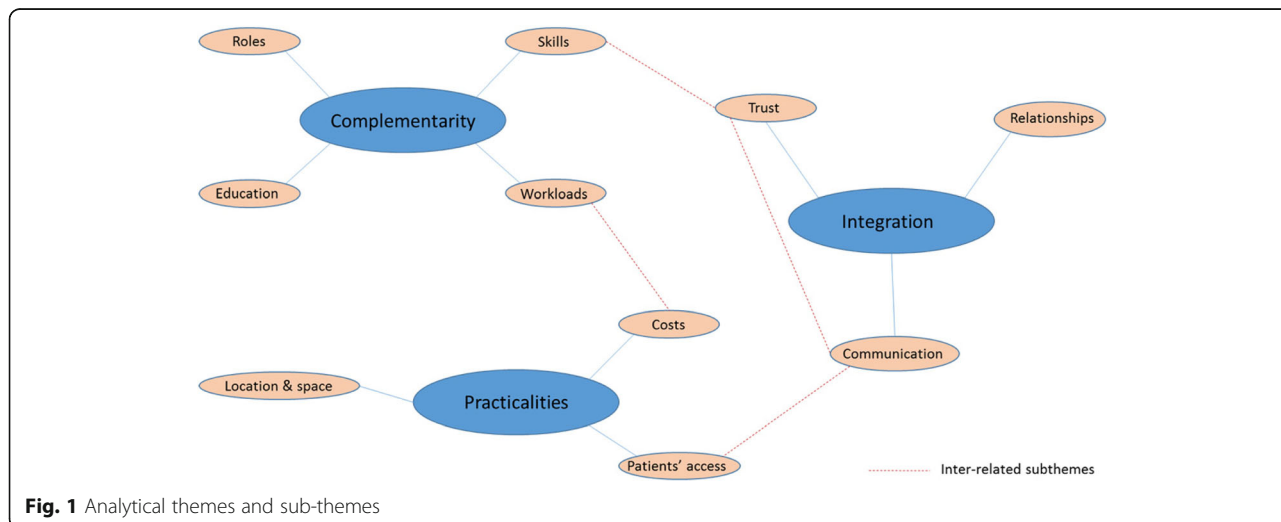 Roles
Skills
Trust
Relationships
Complementarity
Education
Workloads
Integration
Costs
Communication
Location & space
Practicalities
Patients’ access
Inter-related subthemes
Fig. 1 Analytical themes and sub-themes